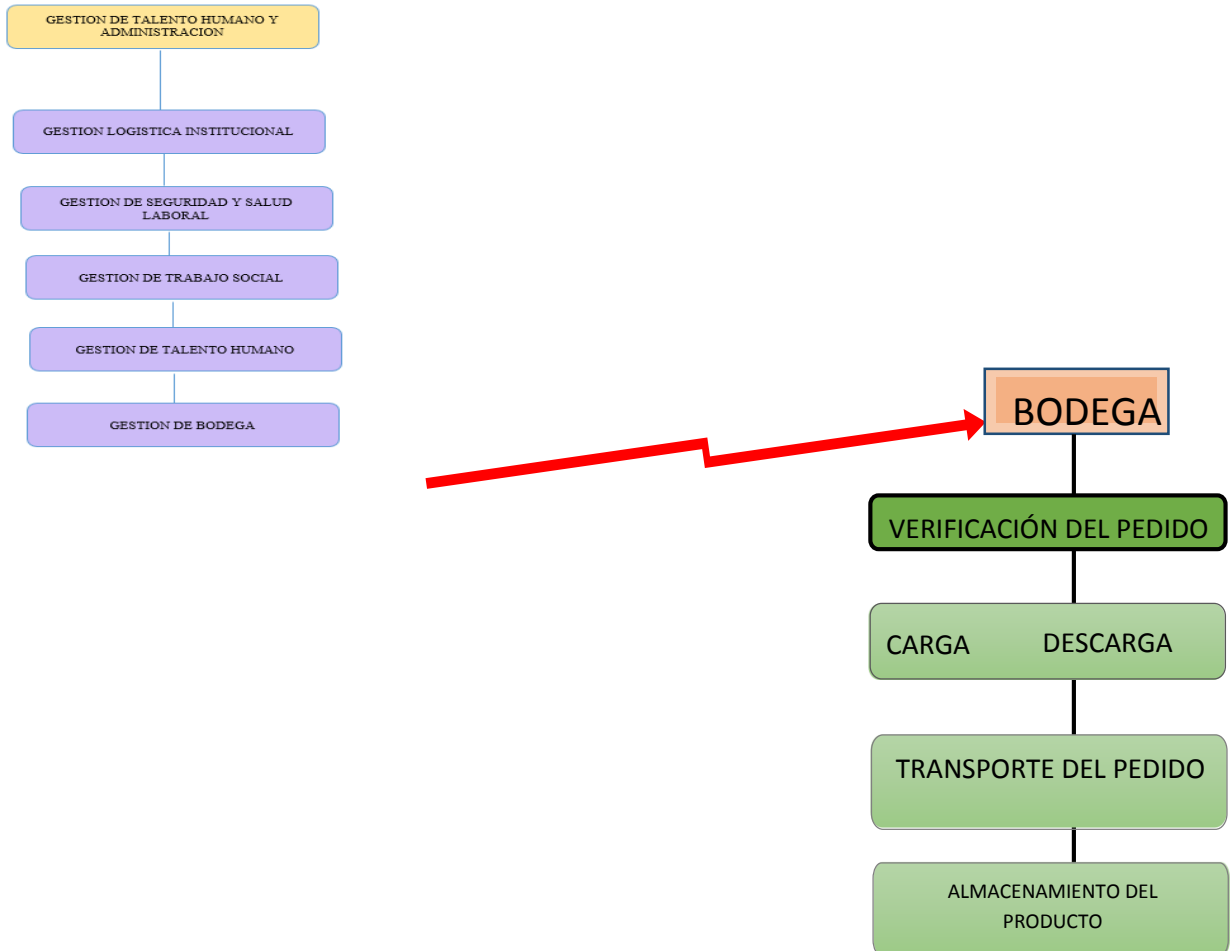 GESTION DE TALENTO HUMANO Y
ADMINISTRACION
GESTION LOGISTICA INSTITUCIONAL
GESTION DE SEGURIDAD Y SALUD
LABORAL
GESTION DE TRABAJO SOCIAL
GESTION DE TALENTO HUMANO
GESTION DE BODEGA
BODEGA
VERIFICACIÓN DEL PEDIDO
CARGA DESCARGA
TRANSPORTE DEL PEDIDO
ALMACENAMIENTO DEL
PRODUCTO